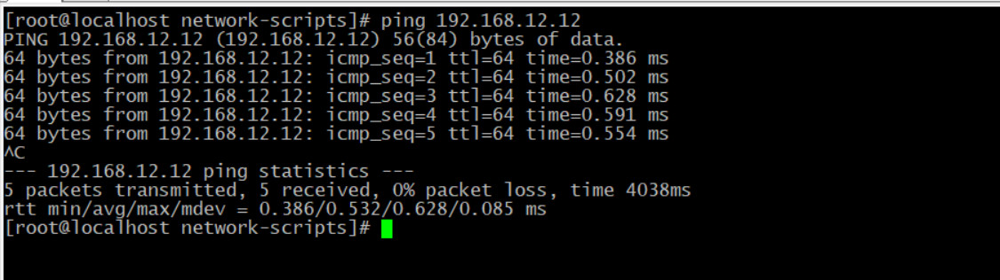 [root@localhost network-scripts]# ping 192.168.12.12
PING 192.168.12.12 (192.168.12.12) 56(84) bytes of data.
64 bytes from 192.168.12.12: icmp_seq=1 ttl=64 time=0.386 ms
64 bytes from 192.168.12.12: icmp_seq=2 ttl=64 time=0.502 ms
64 bytes from 192.168.12.12: icmp_seq=3 ttl=64 time=0.628 ms
64 bytes from 192.168.12.12: icmp_seq=4 ttl=64 time=0.591 ms
64 bytes from 192.168.12.12: icmp_seq=5 ttl=64 time=0.554 ms
^C
--- 192.168.12.12 ping statistics ---
5 packets transmitted, 5 received, 0% packet loss, time 4038ms
rtt min/avg/max/mdev = 0.386/0.532/0.628/0.085 ms
[root@localhost network-scripts]#